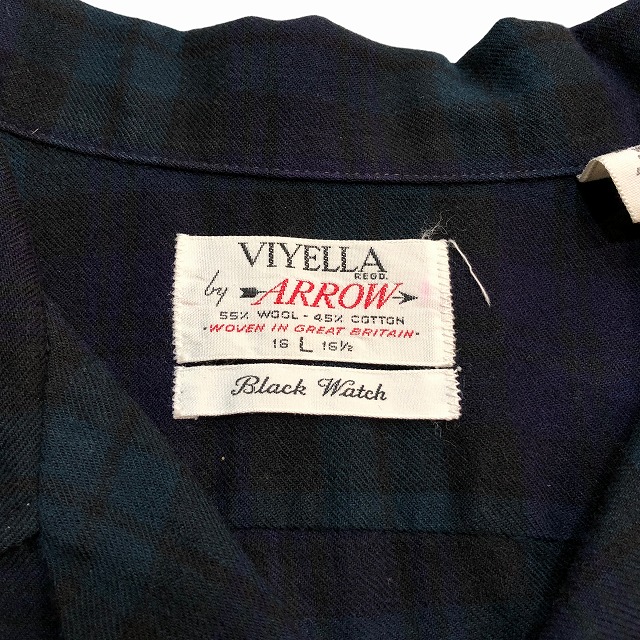 VIYELLA
REGD.
by ARROW
55% WOOL - 45% COTTON
·WOVEN IN GREAT BRITAIN·
16 L 16½
Black Watch